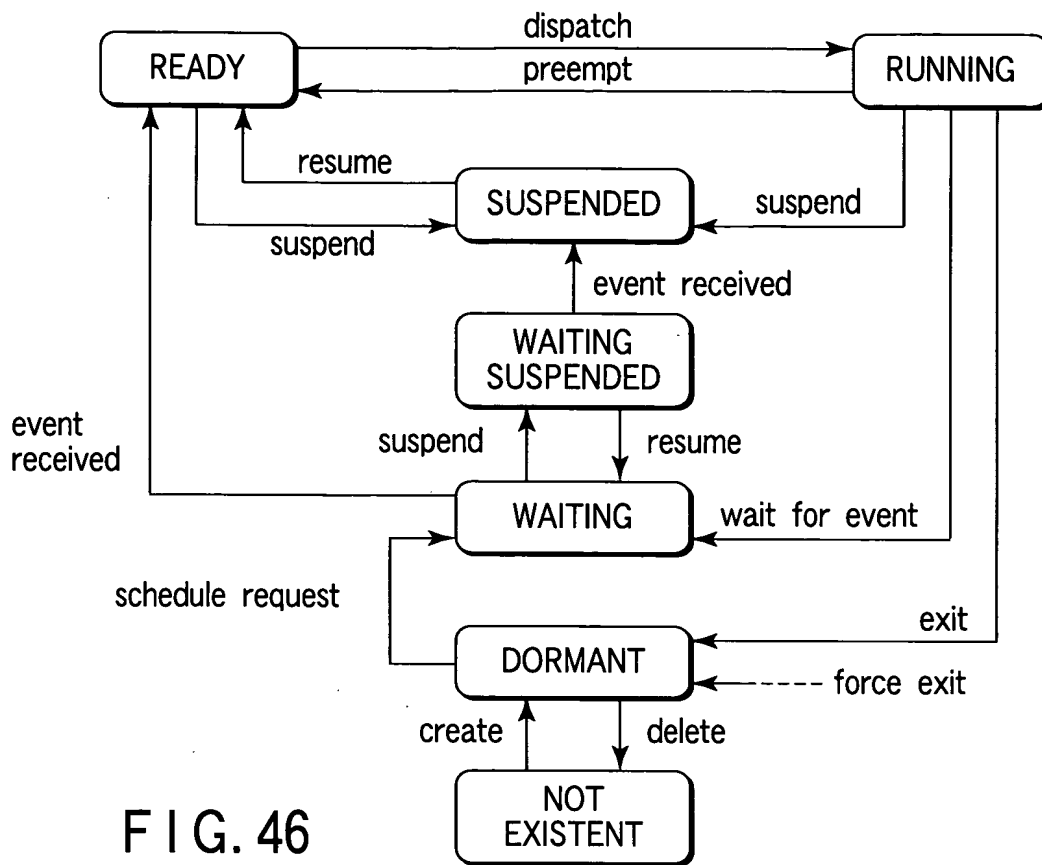 dispatch
READY
preempt
RUNNING
resume
SUSPENDED
suspend
suspend
event received
WAITING
SUSPENDED
event
received
suspend
resume
WAITING
wait for event
schedule request
exit
DORMANT
force exit
create
delete
NOT
EXISTENT
FIG. 46